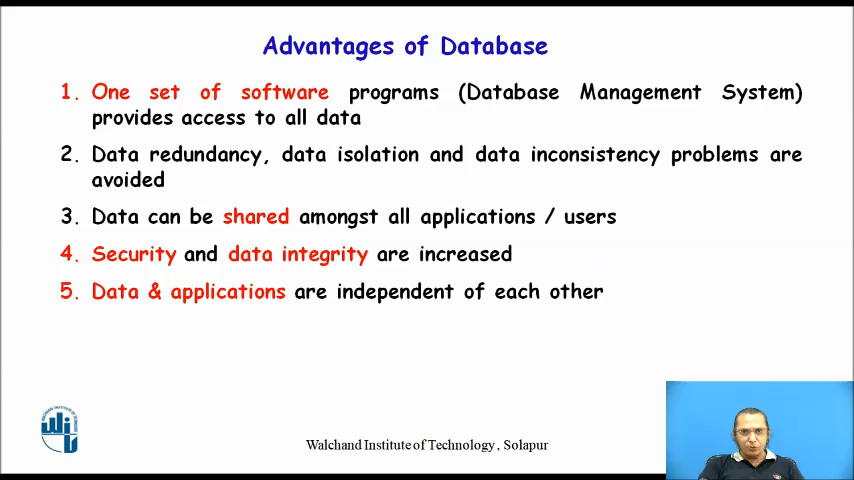 Advantages of Database
1. One set of software programs (Database Management System)
provides access to all data
2. Data redundancy, data isolation and data inconsistency problems are
avoided
3. Data can be shared amongst all applications / users
4. Security and data integrity are increased
5. Data & applications are independent of each other
Walchand Institute of Technology, Solapur